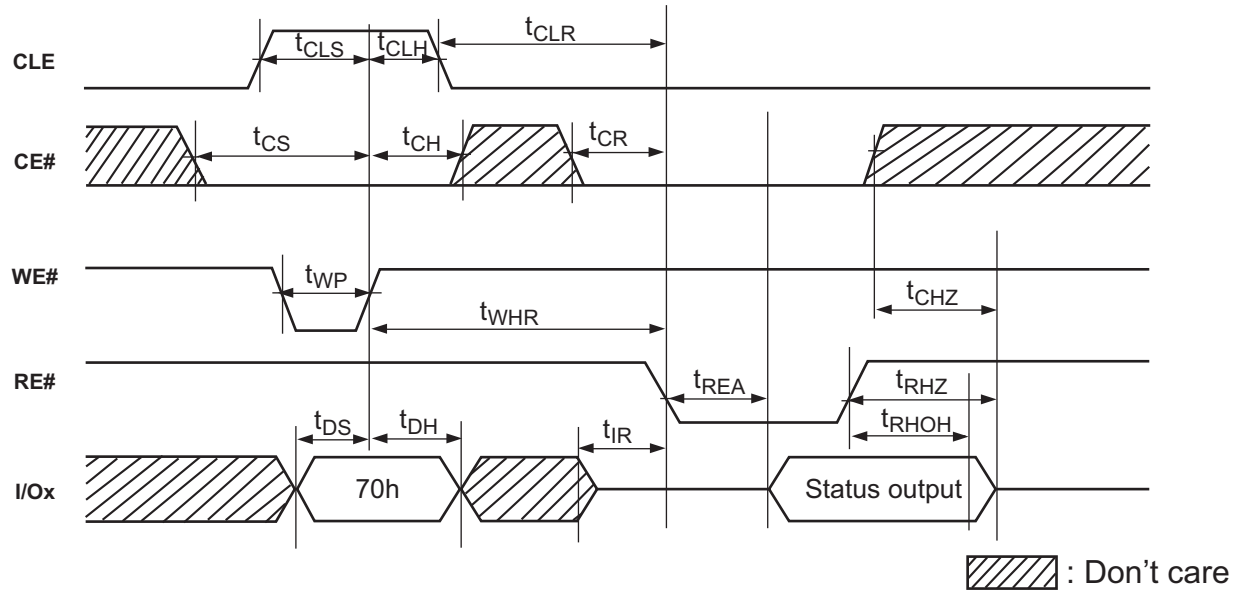 CLE
tCLS
tCLH
tCLR
CE#
tCS
tCH
tCR
WE#
tWP
tWHR
tCHZ
RE#
tREA
tRHZ
tRHOH
tDS
tDH
tIR
I/Ox
70h
Status output
: Don't care